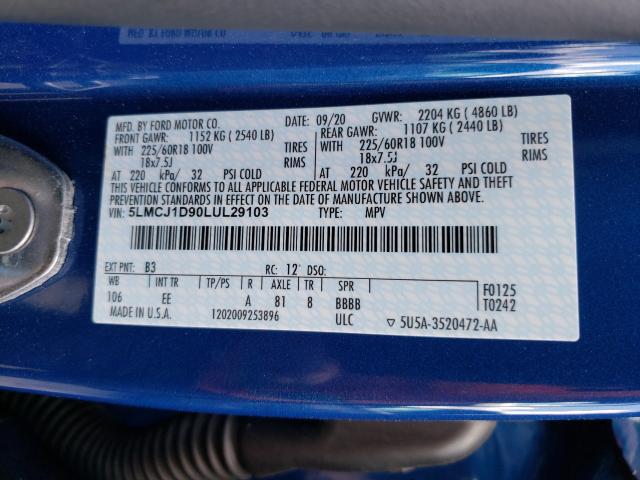 MFD. BY FORD MOTOR CO.
DATE: 09/20 GVWR: 2204 KG ( 4860 LB)
FRONT GAWR: 1152 KG ( 2540 LB) REAR GAWR: 1107 KG ( 2440 LB)
WITH 225/60R18 100V TIRES WITH 225/60R18 100V TIRES
18x7.5J RIMS 18x7.5J RIMS
AT 220 kPa/ 32 PSI COLD AT 220 kPa/ 32 PSI COLD
THIS VEHICLE CONFORMS TO ALL APPLICABLE FEDERAL MOTOR VEHICLE SAFETY AND THEFT
PREVENTION STANDARDS IN EFFECT ON THE DATE OF MANUFACTURE SHOWN ABOVE.
VIN: 5LMCJ1D90LUL29103 TYPE: MPV
EXT PNT: B3 RC: 12 DSO: F0125
WB INT TR TP/PS R AXLE TR SPR T0242
106 EE A 81 8 BBBB
MADE IN U.S.A. 1202009253896 ULC ▽5U5A-3520472-AA